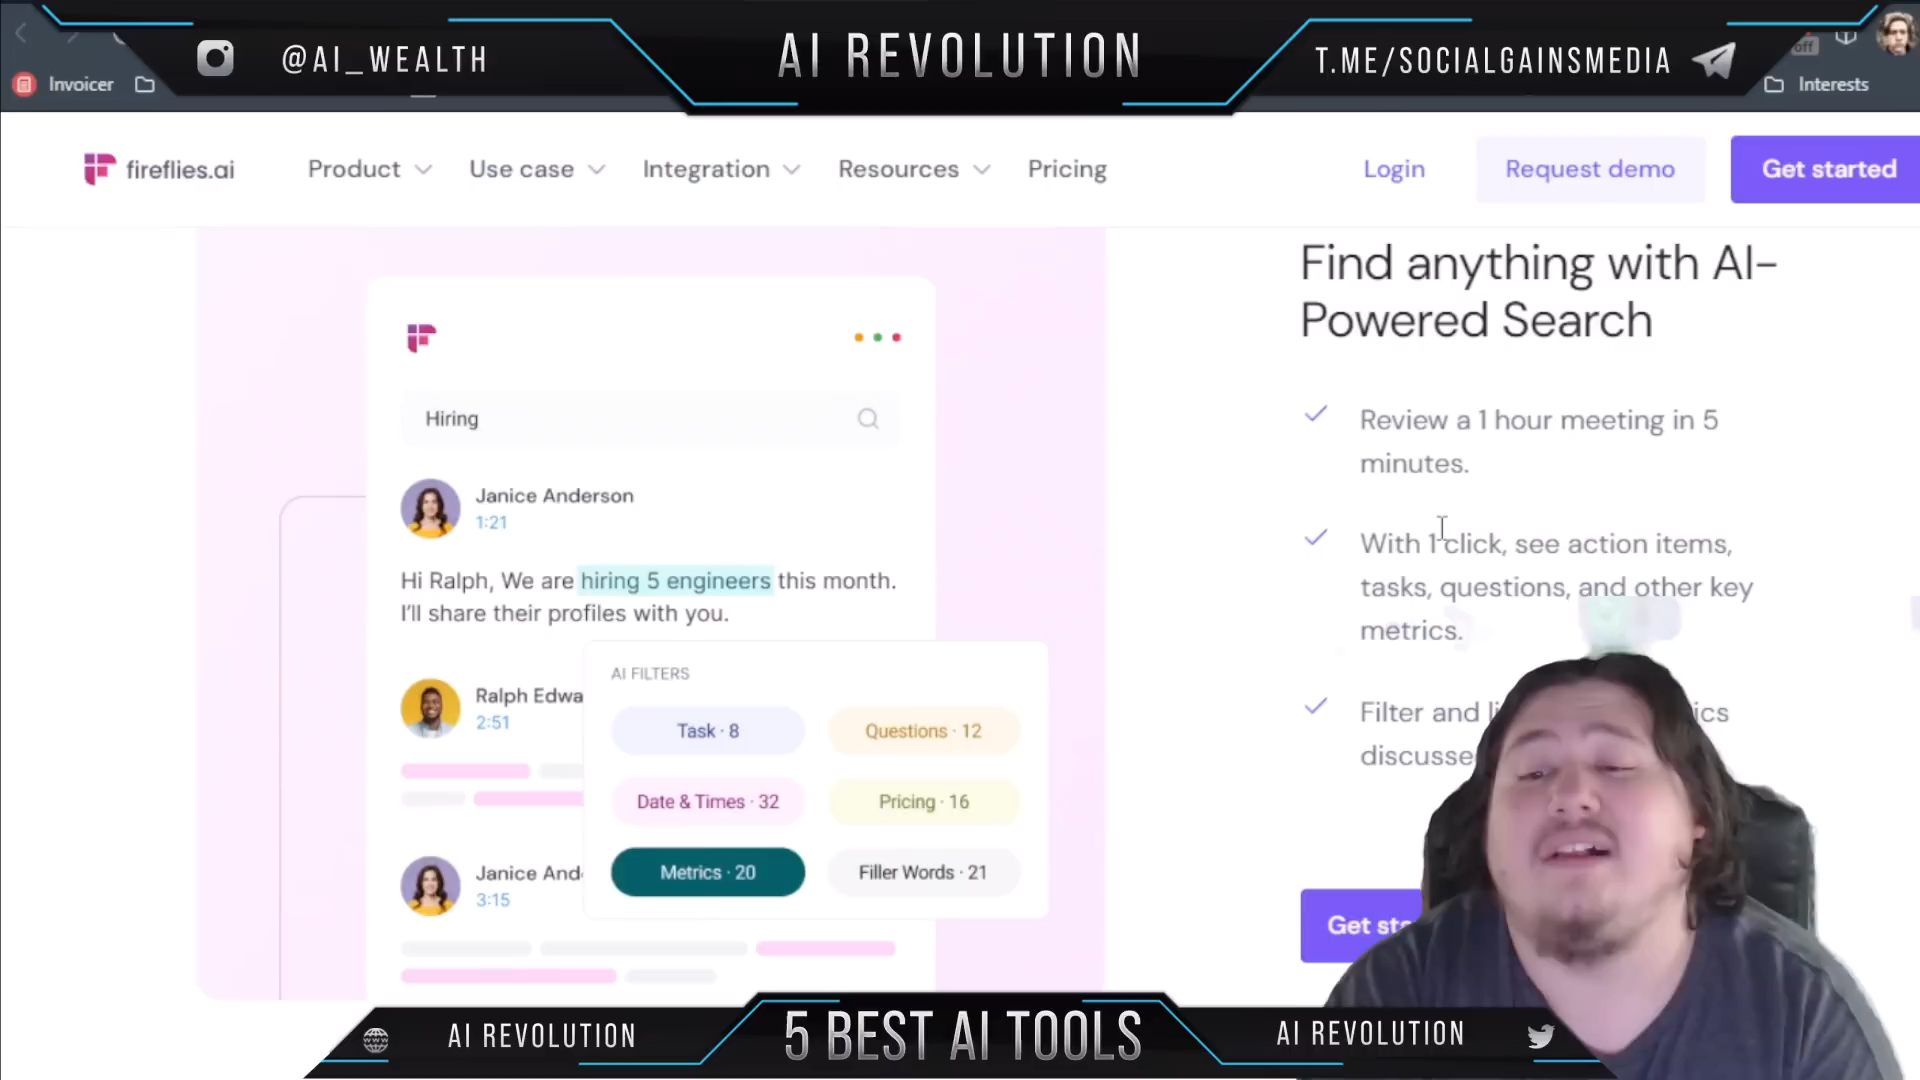 @AI_WEALTH
AI REVOLUTION
T.ME/SOCIALGAINSMEDIA
off
Invoicer
Interests
fireflies.ai
Product
Use case
Integration
Resources
Pricing
Login
Request demo
Get started
Find anything with AI-
Powered Search
Review a 1 hour meeting in 5
minutes.
With 1 click, see action items,
tasks, questions, and other key
metrics.
Filter and
discusse
Get sta
Hiring
Janice Anderson
1:21
Hi Ralph, We are hiring 5 engineers this month.
I'll share their profiles with you.
Ralph Edwa
2:51
Janice And
3:15
AI FILTERS
Task · 8
Questions · 12
Date & Times · 32
Pricing · 16
Metrics · 20
Filler Words · 21
AI REVOLUTION
5 BEST AI TOOLS
AI REVOLUTION